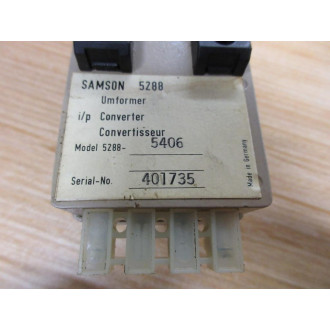 SAMSON 5288
Umformer
i/p Converter
Convertisseur
Model 5288- 5406
Serial-No. 401735
Made in Germany